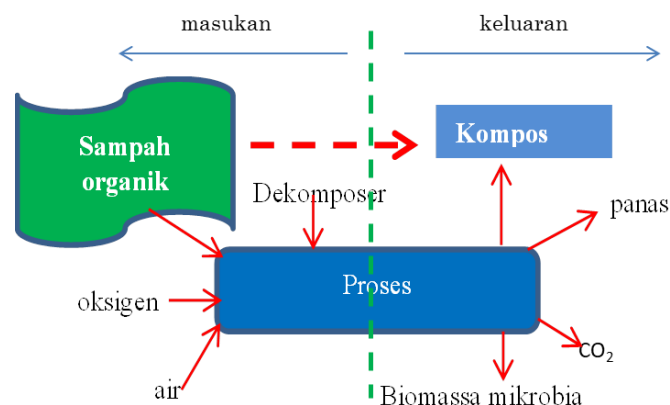 masukan
keluaran
Sampah
organik
Kompos
Dekomposer
panas
Proses
oksigen
CO₂
air
Biomassa mikrobia